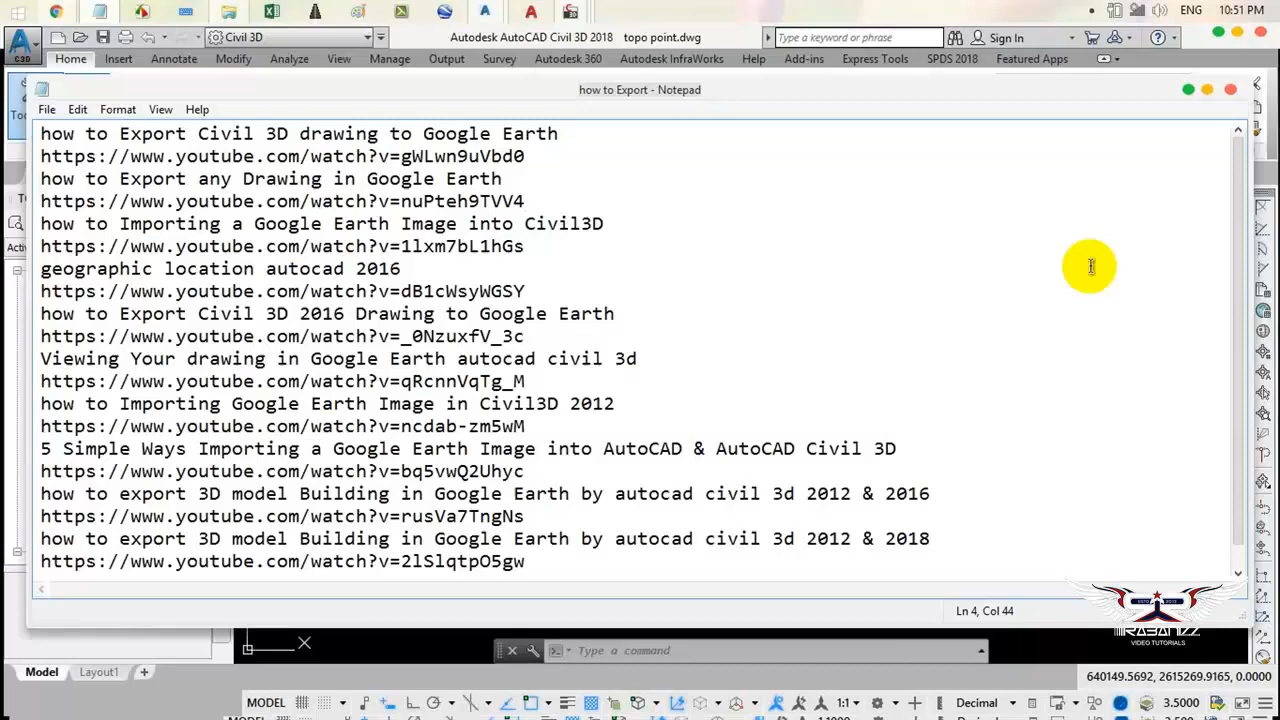 ENG 10:51 PM
Civil 3D
Autodesk AutoCAD Civil 3D 2018 topo point.dwg
Type a keyword or phrase
Sign In
C3D
Home Insert Annotate Modify Analyze View Manage Output Survey Autodesk 360 Autodesk InfraWorks Help Add-ins Express Tools SPDS 2018 Featured Apps
how to Export - Notepad
File Edit Format View Help
how to Export Civil 3D drawing to Google Earth
https://www.youtube.com/watch?v=gWLwn9uVbd0
how to Export any Drawing in Google Earth
https://www.youtube.com/watch?v=nuPteh9TVV4
how to Importing a Google Earth Image into Civil3D
https://www.youtube.com/watch?v=1lxm7bL1hGs
geographic location autocad 2016
https://www.youtube.com/watch?v=dB1cWsyWGSY
how to Export Civil 3D 2016 Drawing to Google Earth
https://www.youtube.com/watch?v=_0NzuxfV_3c
Viewing Your drawing in Google Earth autocad civil 3d
https://www.youtube.com/watch?v=qRcnnVqTg_M
how to Importing Google Earth Image in Civil3D 2012
https://www.youtube.com/watch?v=ncdab-zm5wM
5 Simple Ways Importing a Google Earth Image into AutoCAD & AutoCAD Civil 3D
https://www.youtube.com/watch?v=bq5vwQ2Uhyc
how to export 3D model Building in Google Earth by autocad civil 3d 2012 & 2016
https://www.youtube.com/watch?v=rusVa7TngNs
how to export 3D model Building in Google Earth by autocad civil 3d 2012 & 2018
https://www.youtube.com/watch?v=2lSlqtpO5gw
Ln 4, Col 44
VIDEO TUTORIALS
Type a command
Model Layout1
640149.5692, 2615269.9165, 0.0000
MODEL 1:1 Decimal 3.5000